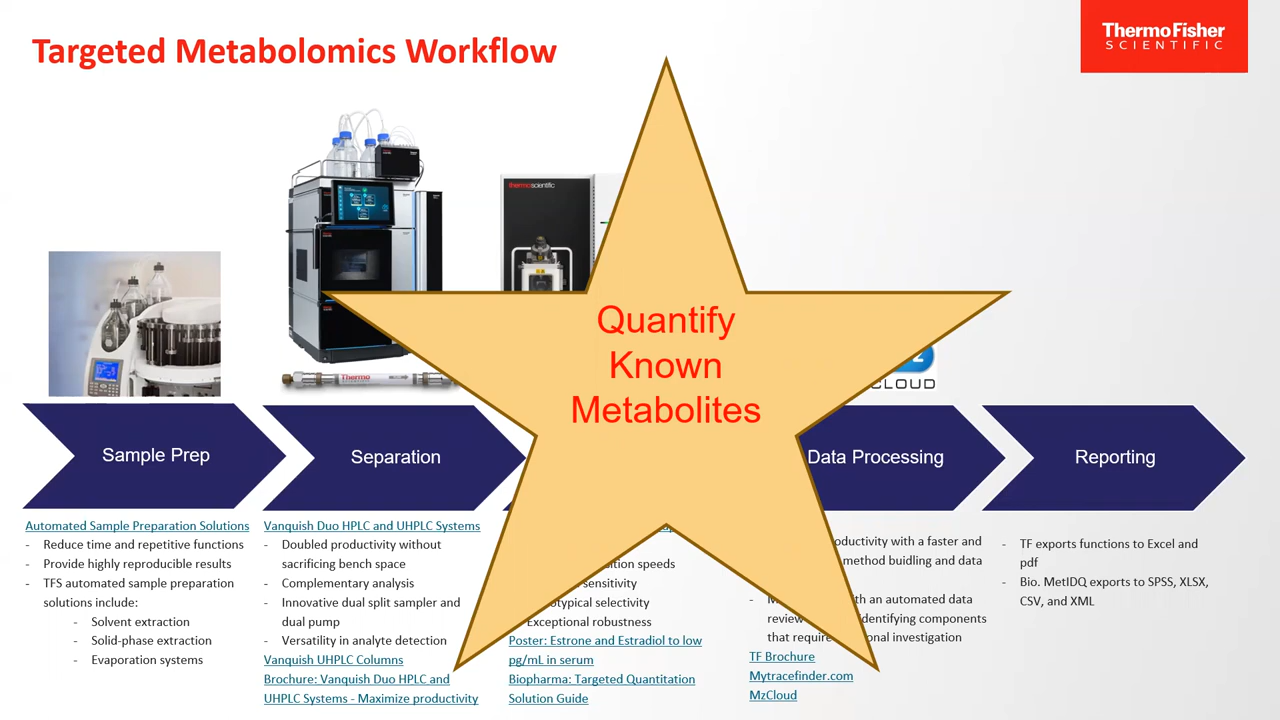 Targeted Metabolomics Workflow
ThermoFisher
SCIENTIFIC
thermoscientific
Thermo
Quantify
Known
Metabolites
CLOUD
Sample Prep
Separation
Data Processing
Reporting
Automated Sample Preparation Solutions
- Reduce time and repetitive functions
- Provide highly reproducible results
- TFS automated sample preparation
solutions include:
- Solvent extraction
- Solid-phase extraction
- Evaporation systems
Vanquish Duo HPLC and UHPLC Systems
- Doubled productivity without
sacrificing bench space
- Complementary analysis
- Innovative dual split sampler and
dual pump
- Versatility in analyte detection
Vanquish UHPLC Columns
Brochure: Vanquish Duo HPLC and
UHPLC Systems - Maximize productivity
speeds
sensitivity
selectivity
Exceptional robustness
Poster: Estrone and Estradiol to low
pg/mL in serum
Biopharma: Targeted Quantitation
Solution Guide
with a faster and
method buidling and data
-
with an automated data
review identifying components
that require investigation
TF Brochure
Mytracefinder.com
MzCloud
- TF exports functions to Excel and
pdf
- Bio. MetIDQ exports to SPSS, XLSX,
CSV, and XML